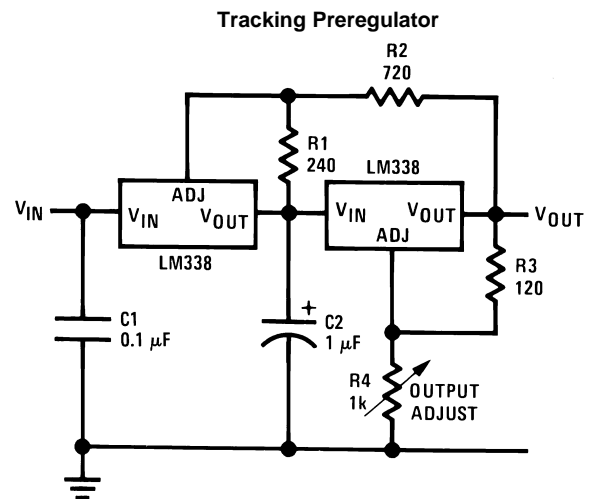 Tracking Preregulator
R2
720
R1
240
LM338
VIN
VIN
ADJ
VOUT
LM338
VIN
VOUT
ADJ
VOUT
R3
120
C1
0.1 µF
+
C2
1 µF
R4
1k
OUTPUT
ADJUST